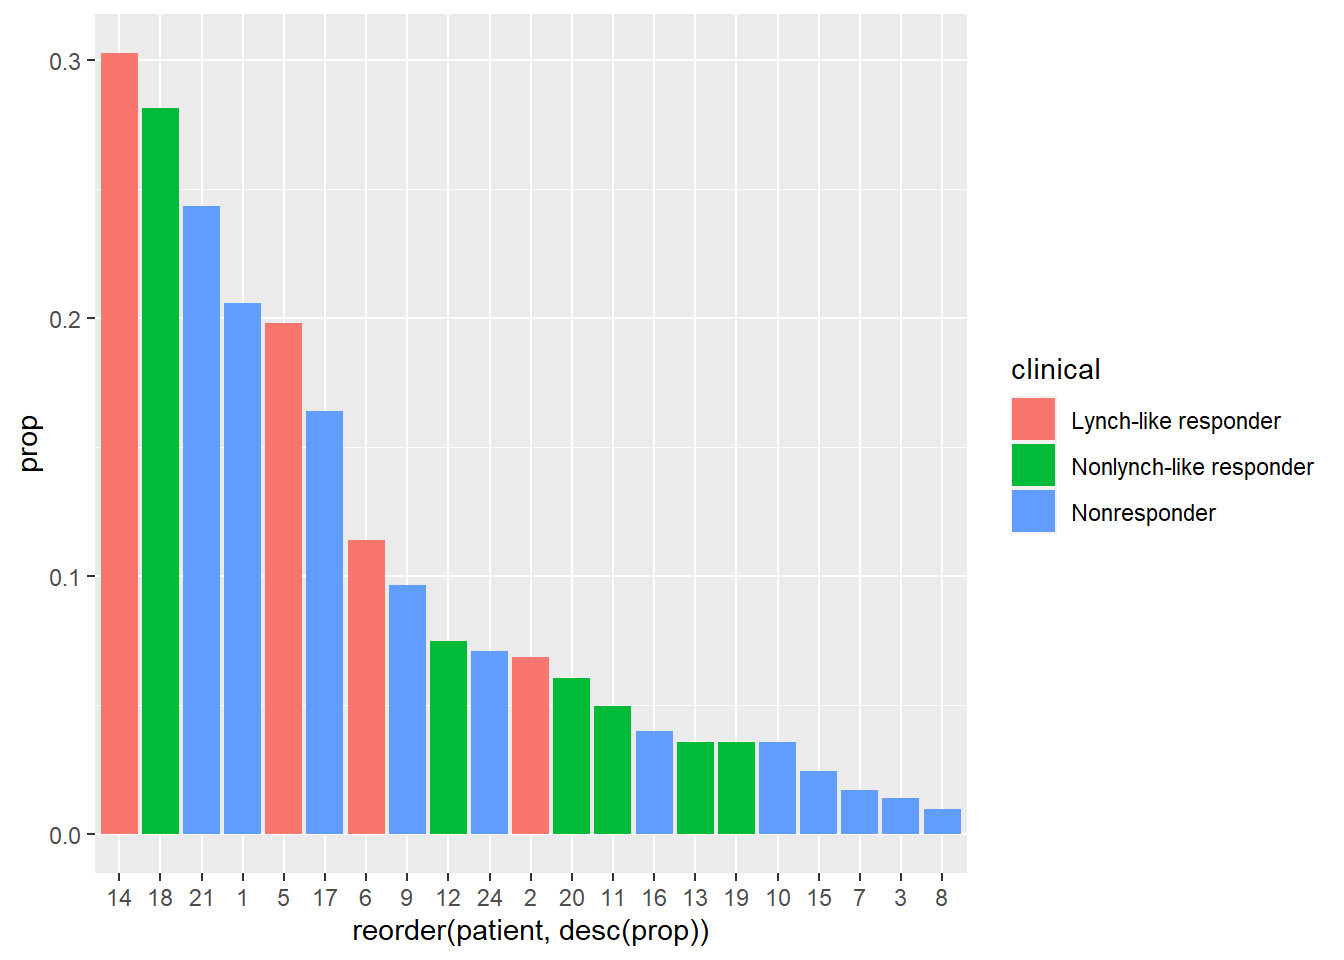 0.3
0.2
0.1
0.0
prop
14 18 21 1 5 17 6 9 12 24 2 20 11 16 13 19 10 15 7 3 8
reorder(patient, desc(prop))
clinical
Lynch-like responder
Nonlynch-like responder
Nonresponder